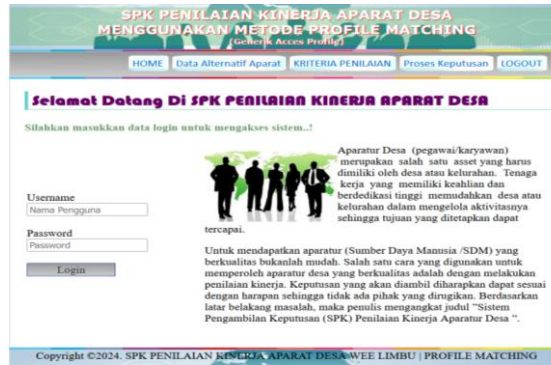 SPK PENILAIAN KINERJA APARAT DESA
MENGGUNAKAN METODE PROFILE MATCHING
(Generik Acces Profile)
HOME Data Alternatif Aparat KRITERIA PENILAIAN Proses Keputusan LOGOUT
Selamat Datang Di SPK PENILAIAN KINERJA APARAT DESA
Silahkan masukkan data login untuk mengakses sistem..!
Username
Nama Pengguna
Password
Password
Login
Aparatur Desa (pegawai/karyawan)
merupakan salah satu asset yang harus
dimiliki oleh desa atau kelurahan. Tenaga
kerja yang memiliki keahlian dan
berdedikasi tinggi memudahkan desa atau
kelurahan dalam mengelola aktivitasnya
sehingga tujuan yang ditetapkan dapat
tercapai.
Untuk mendapatkan aparatur (Sumber Daya Manusia /SDM) yang
berkualitas bukanlah mudah. Salah satu cara yang digunakan untuk
memperoleh aparatur desa yang berkualitas adalah dengan melakukan
penilaian kinerja. Keputusan yang akan diambil diharapkan dapat sesuai
dengan harapan sehingga tidak ada pihak yang dirugikan. Berdasarkan
latar belakang masalah, maka penulis mengangkat judul "Sistem
Pengambilan Keputusan (SPK) Penilaian Kinerja Aparatur Desa ".
Copyright ©2024. SPK PENILAIAN KINERJA APARAT DESA WEE LIMBU | PROFILE MATCHING